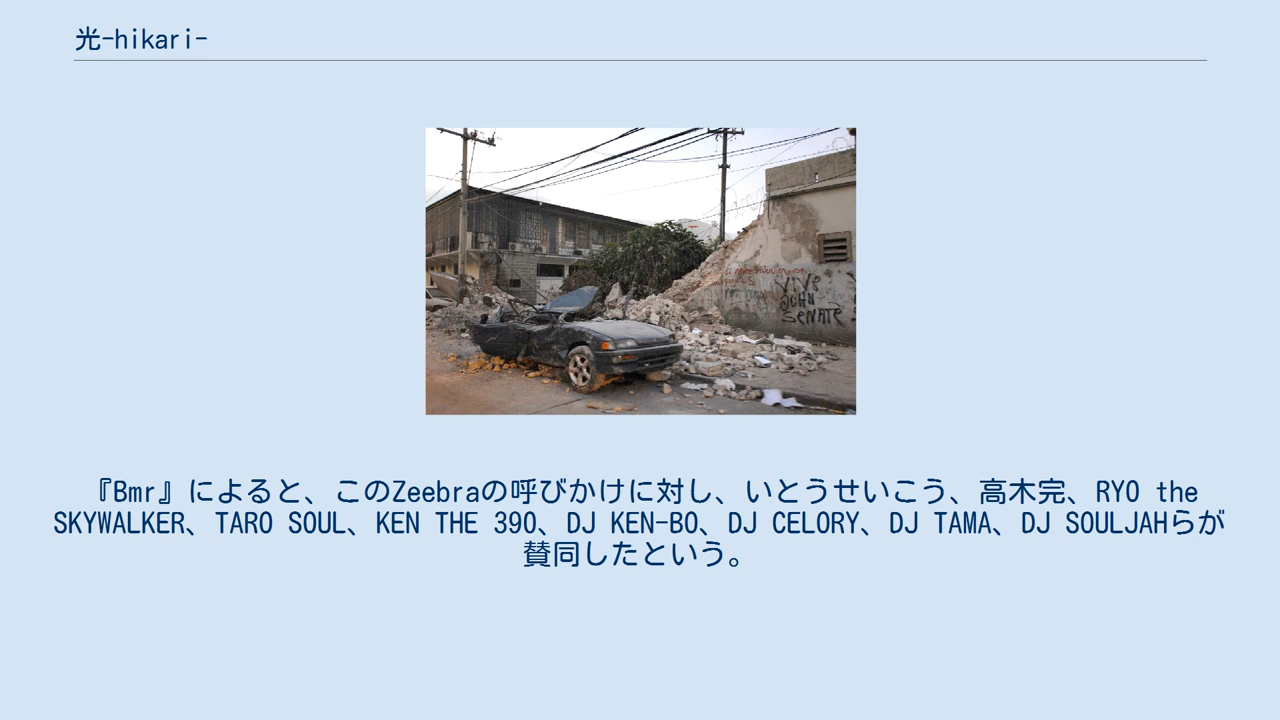 光-hikari-
VIVE
JOHN
SENATE
『Bmr』によると、このZeebraの呼びかけに対し、いとうせいこう、高木完、RYO the
SKYWALKER、TARO SOUL、KEN THE 390、DJ KEN-BO、DJ CELORY、DJ TAMA、DJ SOULJAHらが
賛同したという。